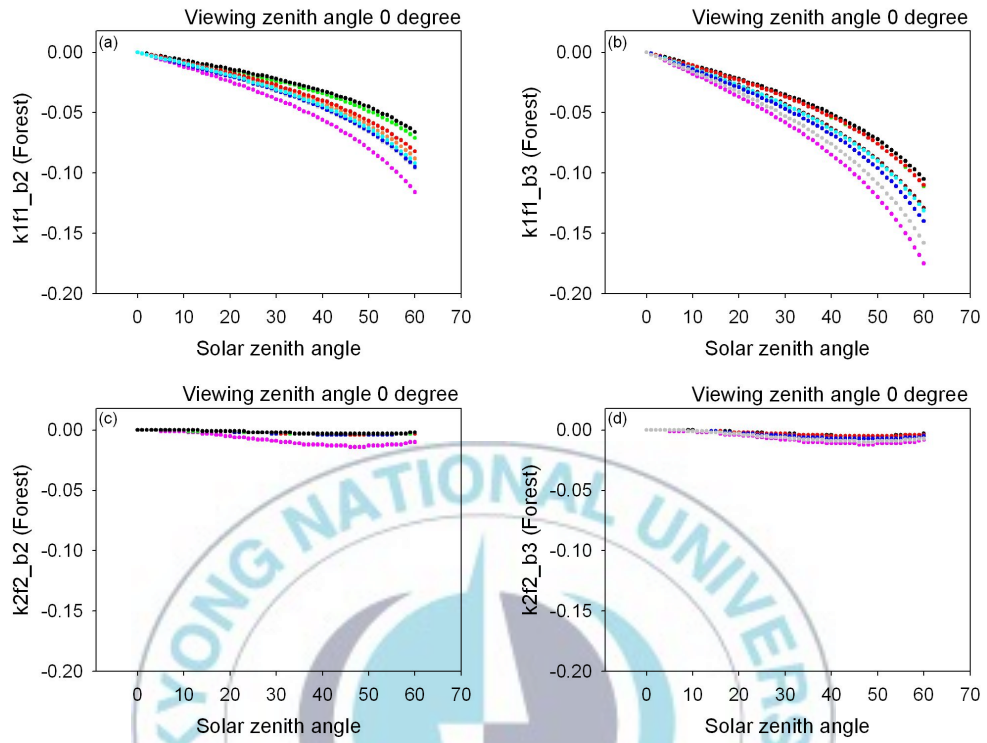 Viewing zenith angle 0 degree
(a)
k1f1_b2 (Forest)
0.00
-0.05
-0.10
-0.15
-0.20
0 10 20 30 40 50 60 70
Solar zenith angle
Viewing zenith angle 0 degree
(b)
k1f1_b3 (Forest)
0.00
-0.05
-0.10
-0.15
-0.20
0 10 20 30 40 50 60 70
Solar zenith angle
Viewing zenith angle 0 degree
(c)
k2f2_b2 (Forest)
0.00
-0.05
-0.10
-0.15
-0.20
0 10 20 30 40 50 60 70
Solar zenith angle
Viewing zenith angle 0 degree
(d)
k2f2_b3 (Forest)
0.00
-0.05
-0.10
-0.15
-0.20
0 10 20 30 40 50 60 70
Solar zenith angle
KYONG NATIONAL UNIVERS